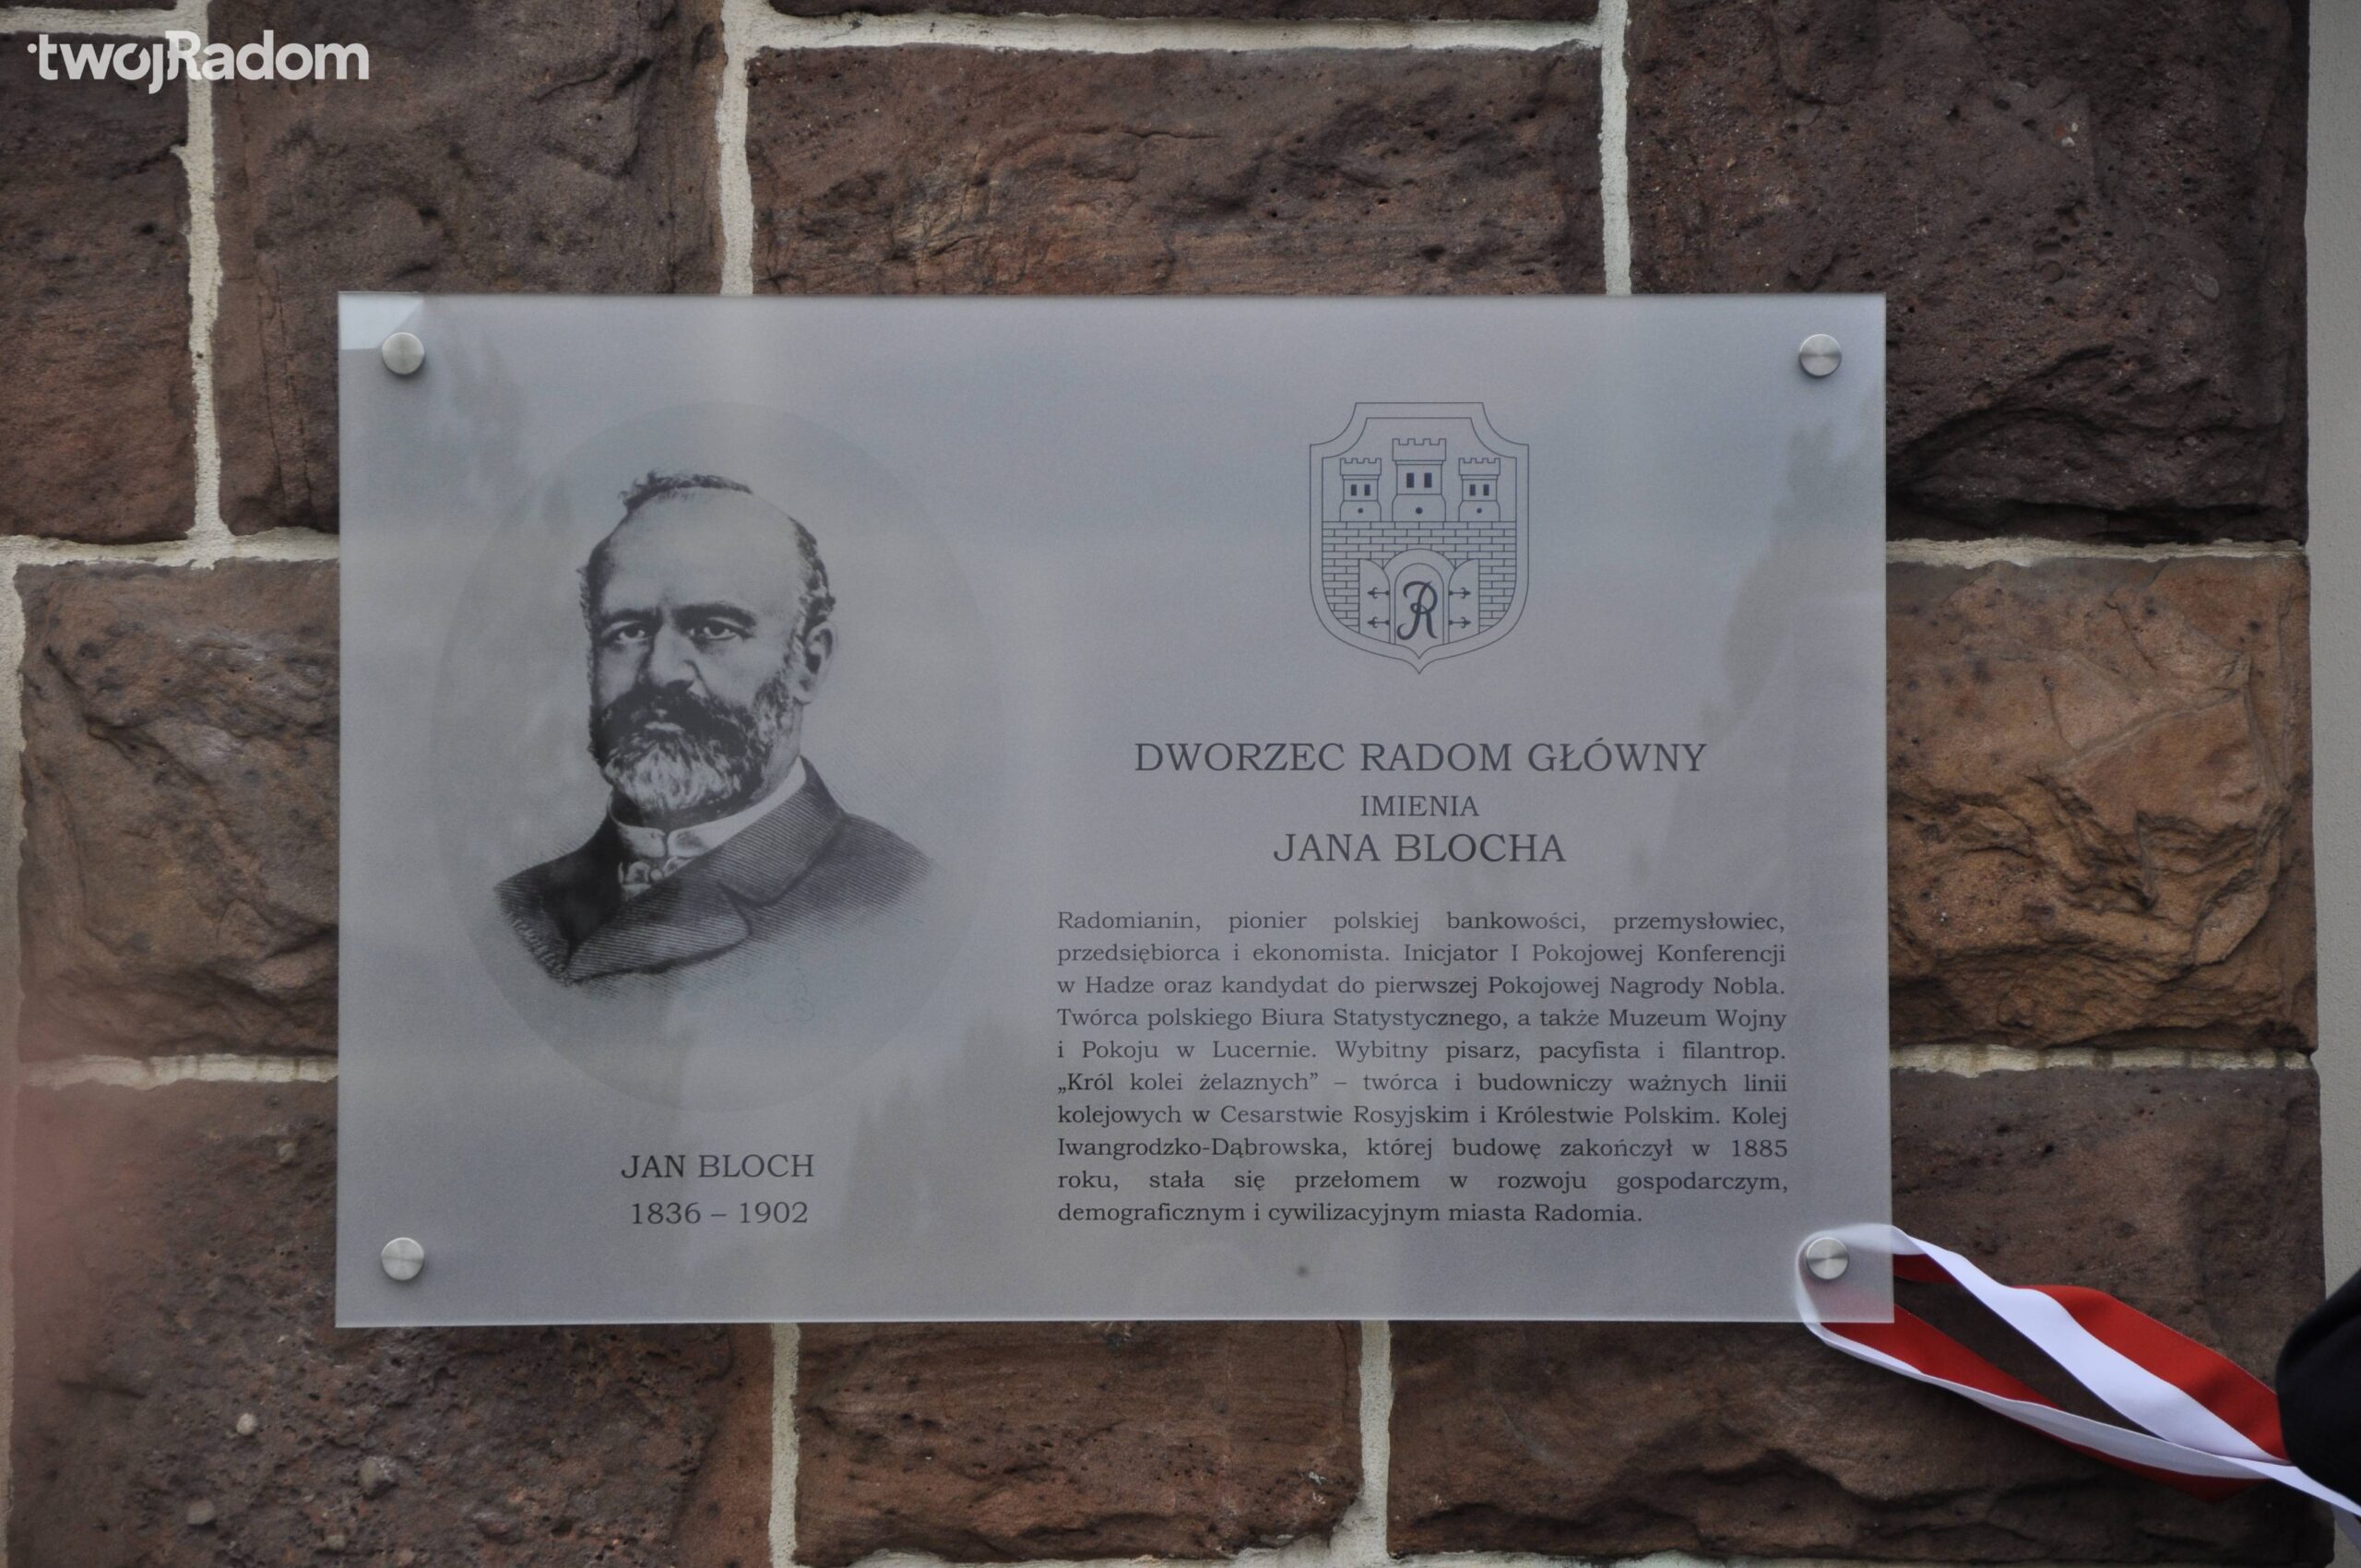 twojRadom
R
DWORZEC RADOM GŁÓWNY
IMIENIA
JANA BLOCHA
Radomianin, pionier polskiej bankowości, przemysłowiec,
przedsiębiorca i ekonomista. Inicjator I Pokojowej Konferencji
w Hadze oraz kandydat do pierwszej Pokojowej Nagrody Nobla.
Twórca polskiego Biura Statystycznego, a także Muzeum Wojny
i Pokoju w Lucernie. Wybitny pisarz, pacyfista i filantrop.
„Król kolei żelaznych” – twórca i budowniczy ważnych linii
kolejowych w Cesarstwie Rosyjskim i Królestwie Polskim. Kolej
Iwangrodzko-Dąbrowska, której budowę zakończył w 1885
roku, stała się przełomem w rozwoju gospodarczym,
demograficznym i cywilizacyjnym miasta Radomia.
JAN BLOCH
1836 – 1902